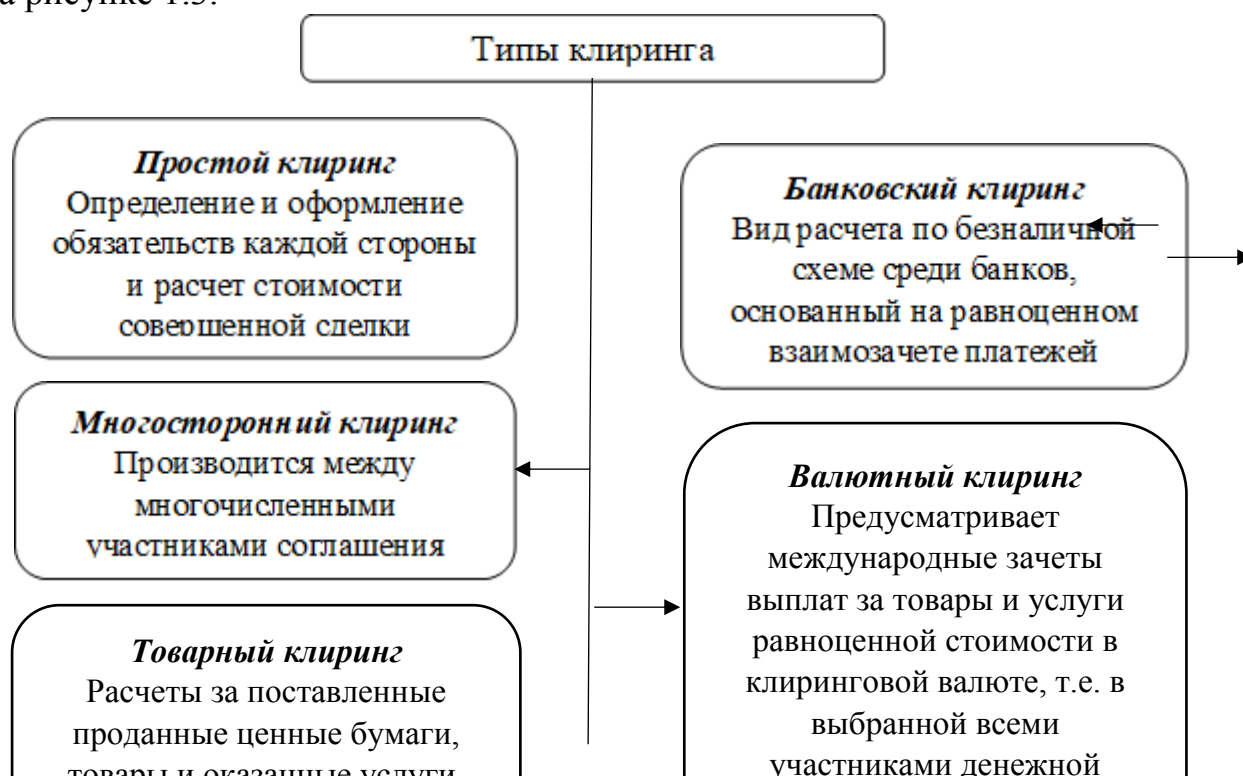 а рисунке 1.3.
Типы клиринга
Простой клиринг
Определение и оформление
обязательств каждой стороны
и расчет стоимости
совершенной сделки
Многосторонний клиринг
Производится между
многочисленными
участниками соглашения
Товарный клиринг
Расчеты за поставленные
проданные ценные бумаги,
товары и оказанные услуги
Банковский клиринг
Вид расчета по безналичной
схеме среди банков,
основанный на равноценном
взаимозачете платежей
Валютный клиринг
Предусматривает
международные зачеты
выплат за товары и услуги
равноценной стоимости в
клиринговой валюте, т.е. в
выбранной всеми
участниками денежной